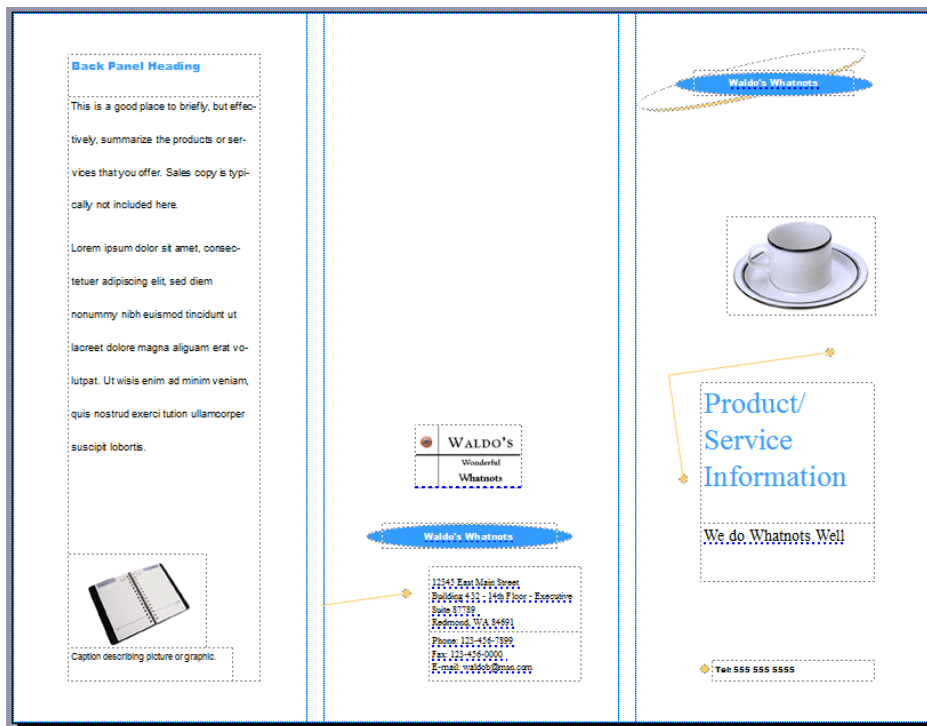 Back Panel Heading
This is a good place to briefly, but effec-
tively, summarize the products or ser-
vices that you offer. Sales copy is typi-
cally not included here.
Lorem ipsum dolor sit amet, consec-
tetuer adipiscing elit, sed diem
nonummy nibh euismod tincidunt ut
lacreet dolore magna aliguam erat vo-
lutpat. Ut wisis enim ad minim veniam,
quis nostrud exerci tution ullamcorper
suscipit lobortis.
Caption describing picture or graphic.
WALDO'S
Wonderful
Whatnots
Waldo's Whatnots
12345 East Main Street
Building 432 - 14th Floor - Executive
Suite 87789
Redmond, WA 84691
Phone: 123-456-7899
Fax: 123-456-0000
E-mail: waldob@msn.com
Waldo's Whatnots
Product/
Service
Information
We do Whatnots Well
Tel: 555 555 5555